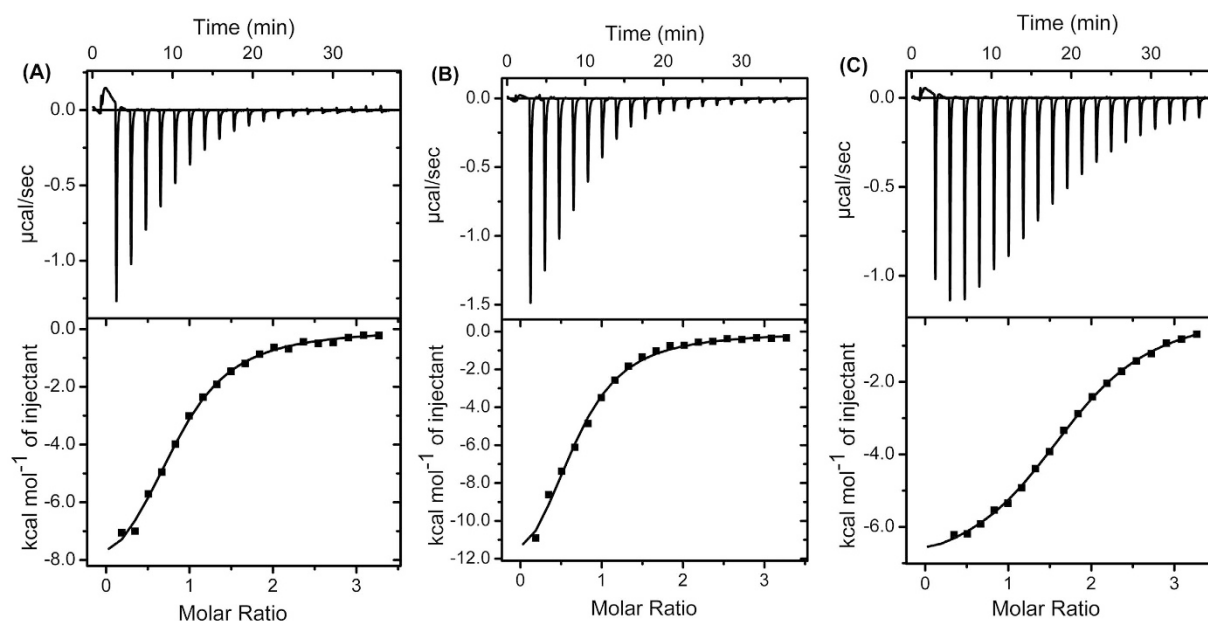 Time (min)
0 10 20 30
(A)
0.0
-0.5
-1.0
µcal/sec
0.0
-2.0
-4.0
-6.0
-8.0
kcal mol⁻¹ of injectant
0 1 2 3
Molar Ratio
Time (min)
0 10 20 30
(B)
0.0
-0.5
-1.0
-1.5
µcal/sec
0.0
-2.0
-4.0
-6.0
-8.0
-10.0
-12.0
kcal mol⁻¹ of injectant
0 1 2 3
Molar Ratio
Time (min)
0 10 20 30
(C)
0.0
-0.5
-1.0
µcal/sec
-2.0
-4.0
-6.0
kcal mol⁻¹ of injectant
0 1 2 3
Molar Ratio